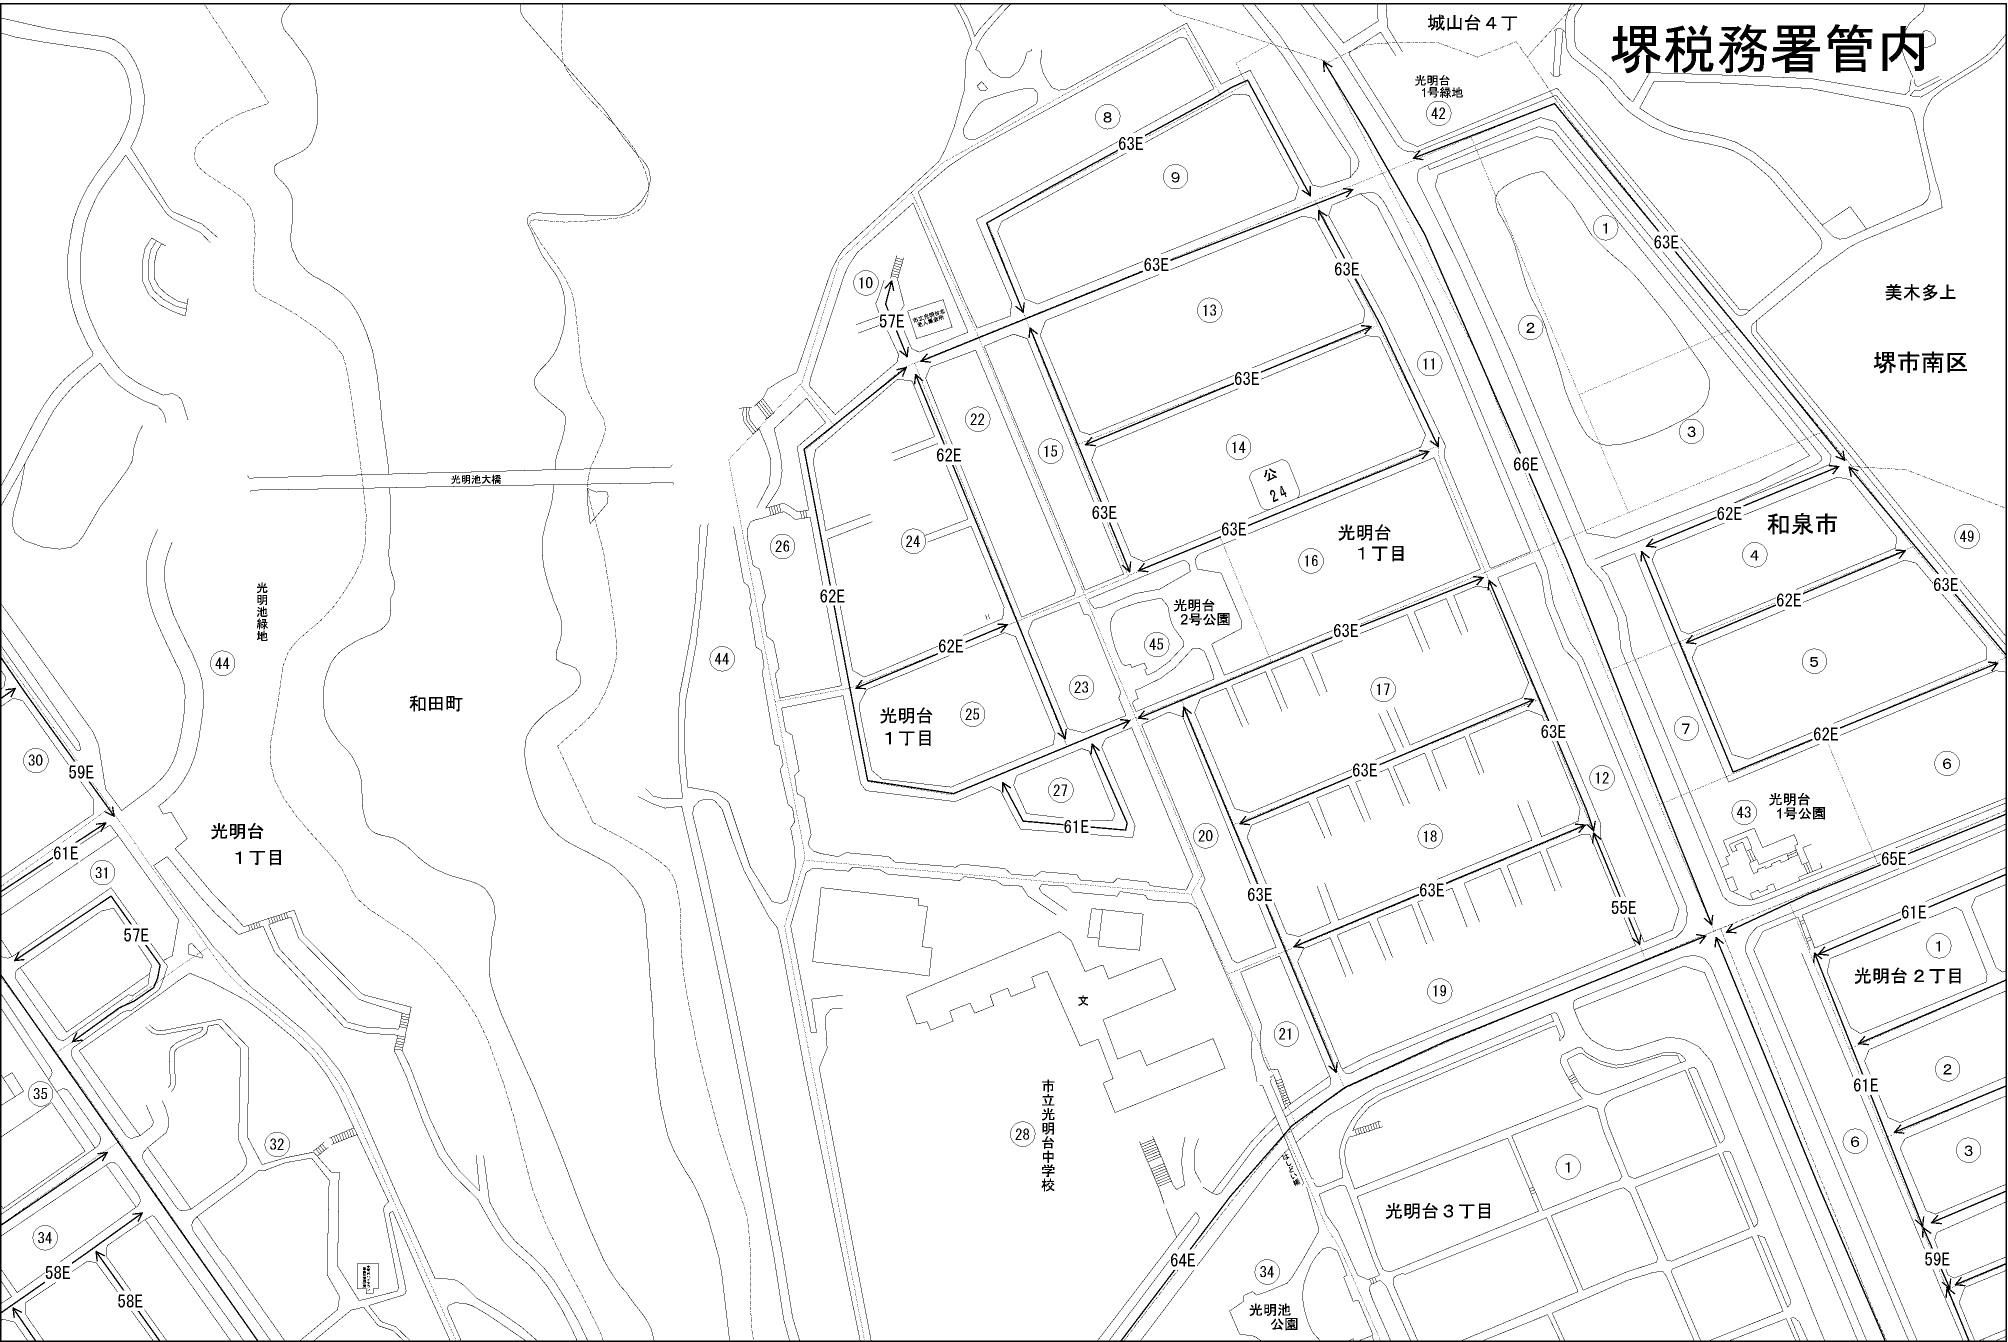 城山台４丁
堺税務署管内
光明台
1号緑地
42
8
63E
9
1
63E
63E
10
63E
63E
美木多上
13
57E
2
堺市南区
11
63E
22
3
15
14
62E
66E
公
24
光明池大橋
63E
62E
和泉市
63E
光明台
1丁目
24
26
49
4
16
63E
62E
62E
光明池緑地
光明台
2号公園
63E
45
62E
44
44
5
23
17
和田町
光明台
1丁目
25
7
63E
62E
30
59E
63E
6
12
27
光明台
1号公園
43
61E
光明台
1丁目
20
18
61E
65E
31
63E
63E
55E
61E
57E
1
光明台２丁目
19
文
21
2
61E
35
市立光明台中学校
28
32
6
3
1
光明台３丁目
34
64E
59E
58E
34
58E
光明池
公園